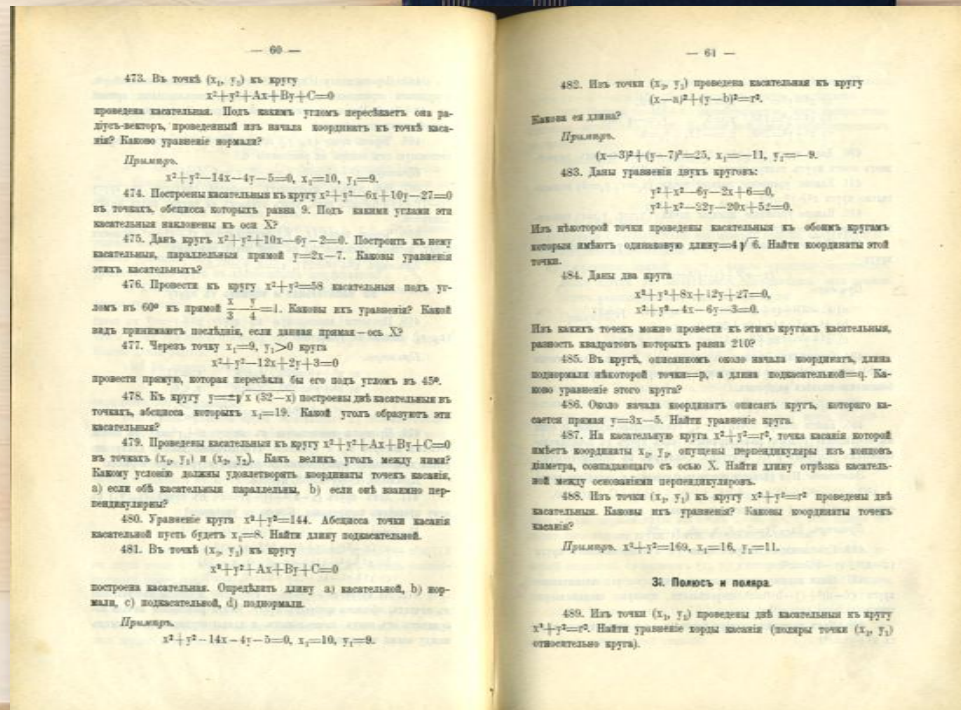 — 60 —
473. Въ точкѣ (x₁, y₁) къ кругу
x²+y²+Ax+By+C=0
проведена касательная. Подъ какимъ угломъ пересѣкаетъ она ра-
діусъ-векторъ, проведенный изъ начала координатъ къ точкѣ каса-
нія? Каково уравненіе нормали?
Примѣръ.
x²+y²—14x—4y—5=0, x₁=10, y₁=9.
474. Построены касательныя къ кругу x²+y²—6x+10y—27=0
въ точкахъ, абсцисса которыхъ равна 9. Подъ какими углами эти
касательныя наклонены къ оси X?
475. Данъ кругъ x²+y²+10x—6y—2=0. Построить къ нему
касательныя, параллельныя прямой y=2x—7. Каковы уравненія
этихъ касательныхъ?
476. Провести къ кругу x²+y²=58 касательныя подъ уг-
ломъ въ 60° къ прямой x/3—y/4=1. Каковы ихъ уравненія? Какой
видъ принимаютъ послѣднія, если данная прямая—ось X?
477. Черезъ точку x₁=9, y₁>0 круга
x²+y²—12x+2y+3=0
провести прямую, которая пересѣкла бы его подъ угломъ въ 45°.
478. Къ кругу y=±√x (32—x) построены двѣ касательныя въ
точкахъ, абсцисса которыхъ x₁=19. Какой уголъ образуютъ эти
касательныя?
479. Проведены касательныя къ кругу x²+y²+Ax+By+C=0
въ точкахъ (x₁, y₁) и (x₂, y₂). Какъ великъ уголъ между ними?
Какому условію должны удовлетворять координаты точекъ касанія,
a) если обѣ касательныя параллельны, b) если онѣ взаимно пер-
пендикулярны?
480. Уравненіе круга x²+y²=144. Абсцисса точки касанія
касательной пусть будетъ x₁=8. Найти длину подкасательной.
481. Въ точкѣ (x₁, y₁) къ кругу
x²+y²+Ax+By+C=0
построена касательная. Опредѣлить длину a) касательной, b) нор-
мали, c) подкасательной, d) поднормали.
Примѣръ.
x²+y²—14x—4y—5=0, x₁=10, y₁=9.
— 61 —
482. Изъ точки (x₁, y₁) проведена касательная къ кругу
(x—a)²+(y—b)²=r².
Какова ея длина?
Примѣръ.
(x—3)²+(y—7)²=25, x₁=—11, y₁=—9.
483. Даны уравненія двухъ круговъ:
y²+x²—6y—2x+6=0,
y²+x²—22y—20x+52=0.
Изъ нѣкоторой точки проведены касательныя къ обоимъ кругамъ
которыя имѣютъ одинаковую длину=4√6. Найти координаты этой
точки.
484. Даны два круга
x²+y²+8x+12y+27=0,
x²+y²—4x—6y—3=0.
Изъ какихъ точекъ можно провести къ этимъ кругамъ касательныя,
разность квадратовъ которыхъ равна 210?
485. Въ кругѣ, описанномъ около начала координатъ, длина
поднормали нѣкоторой точки=p, а длина подкасательной=q. Ка-
ково уравненіе этого круга?
486. Около начала координатъ описанъ кругъ, котораго ка-
сается прямая y=3x—5. Найти уравненіе круга.
487. На касательную круга x²+y²=r², точка касанія которой
имѣетъ координаты x₁, y₁, опущены перпендикуляры изъ концовъ
діаметра, совпадающаго съ осью X. Найти длину отрѣзка касатель-
ной между основаніями перпендикуляровъ.
488. Изъ точки (x₁, y₁) къ кругу x²+y²=r² проведены двѣ
касательныя. Каковы ихъ уравненія? Каковы координаты точекъ
касанія?
Примѣръ. x²+y²=169, x₁=16, y₁=11.
3. Полюсъ и поляра.
489. Изъ точки (x₁, y₁) проведены двѣ касательныя къ кругу
x²+y²=r². Найти уравненіе хорды касанія (поляры точки (x₁, y₁)
относительно круга).